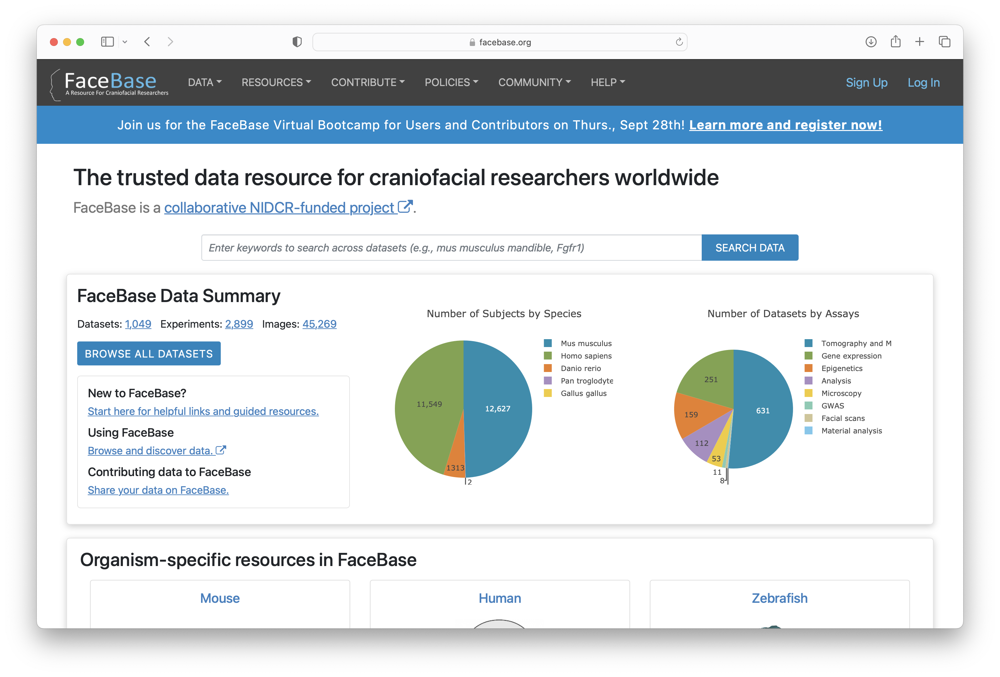 facebase.org
FaceBase
A Resource For Craniofacial Researchers
DATA RESOURCES CONTRIBUTE POLICIES COMMUNITY HELP
Sign Up Log In
Join us for the FaceBase Virtual Bootcamp for Users and Contributors on Thurs., Sept 28th! Learn more and register now!
The trusted data resource for craniofacial researchers worldwide
FaceBase is a collaborative NIDCR-funded project.
Enter keywords to search across datasets (e.g., mus musculus mandible, Fgfr1)
SEARCH DATA
FaceBase Data Summary
Datasets: 1,049 Experiments: 2,899 Images: 45,269
BROWSE ALL DATASETS
New to FaceBase?
Start here for helpful links and guided resources.
Using FaceBase
Browse and discover data.
Contributing data to FaceBase
Share your data on FaceBase.
Number of Subjects by Species
11,549
12,627
1313
2
Mus musculus
Homo sapiens
Danio rerio
Pan troglodyte
Gallus gallus
Number of Datasets by Assays
251
631
159
112
53
11
8
Tomography and M
Gene expression
Epigenetics
Analysis
Microscopy
GWAS
Facial scans
Material analysis
Organism-specific resources in FaceBase
Mouse
Human
Zebrafish